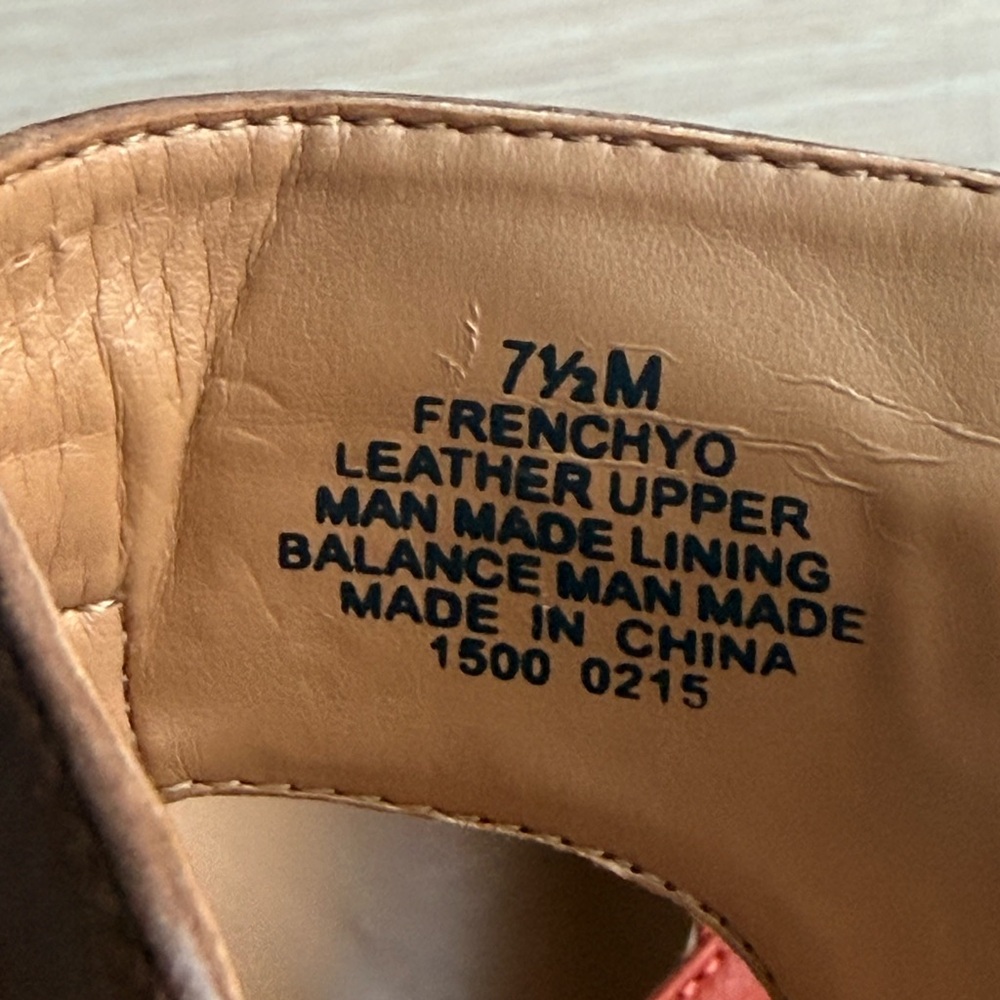 7½M
FRENCHYO
LEATHER UPPER
MAN MADE LINING
BALANCE MAN MADE
MADE IN CHINA
1500 0215